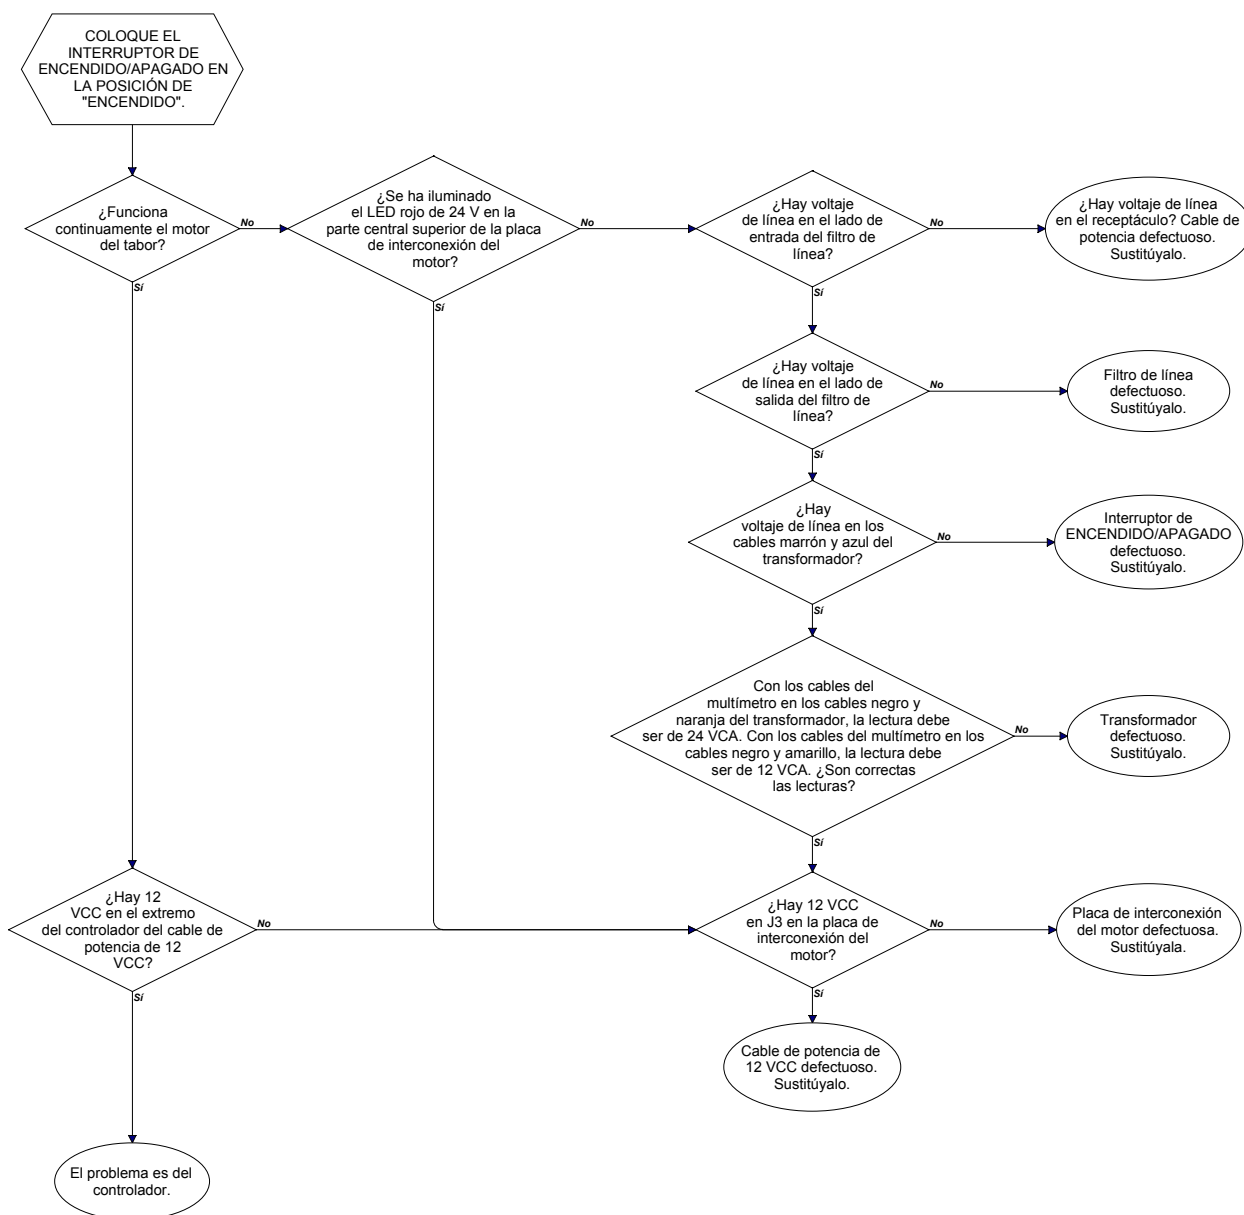 COLOQUE EL
INTERRUPTOR DE
ENCENDIDO/APAGADO EN
LA POSICIÓN DE
"ENCENDIDO".
¿Funciona
continuamente el motor
del tabor?
No
Sí
¿Se ha iluminado
el LED rojo de 24 V en la
parte central superior de la placa
de interconexión del
motor?
No
Sí
¿Hay voltaje
de línea en el lado de
entrada del filtro de
línea?
No
Sí
¿Hay voltaje de línea
en el receptáculo? Cable de
potencia defectuoso.
Sustitúyalo.
¿Hay voltaje
de línea en el lado de
salida del filtro de
línea?
No
Sí
Filtro de línea
defectuoso.
Sustitúyalo.
¿Hay
voltaje de línea en los
cables marrón y azul del
transformador?
No
Sí
Interruptor de
ENCENDIDO/APAGADO
defectuoso.
Sustitúyalo.
Con los cables del
multímetro en los cables negro y
naranja del transformador, la lectura debe
ser de 24 VCA. Con los cables del multímetro en los
cables negro y amarillo, la lectura debe
ser de 12 VCA. ¿Son correctas
las lecturas?
No
Sí
Transformador
defectuoso.
Sustitúyalo.
¿Hay 12
VCC en el extremo
del controlador del cable de
potencia de 12
VCC?
No
Sí
¿Hay 12 VCC
en J3 en la placa de
interconexión del
motor?
No
Sí
Placa de interconexión
del motor defectuosa.
Sustitúyala.
Cable de potencia de
12 VCC defectuoso.
Sustitúyalo.
El problema es del
controlador.